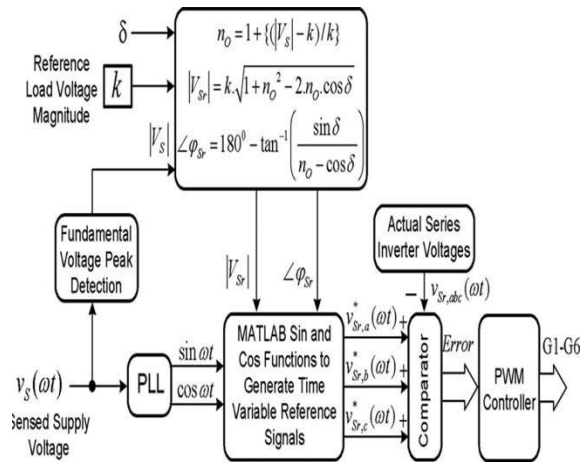 δ
Reference
Load Voltage
Magnitude
k
n_O = 1 + {(|V_S| − k) / k}
|V_Sr| = k.√(1 + n_O² − 2.n_O.cosδ)
∠φ_Sr = 180⁰ − tan⁻¹(sinδ / (n_O − cosδ))
|V_S|
Fundamental
Voltage Peak
Detection
|V_Sr|
∠φ_Sr
Actual Series
Inverter Voltages
− v_Sr,abc(ωt)
v_S(ωt)
Sensed Supply
Voltage
PLL
sin ωt
cos ωt
MATLAB Sin and
Cos Functions to
Generate Time
Variable Reference
Signals
v*_Sr,a(ωt) +
v*_Sr,b(ωt) +
v*_Sr,c(ωt) +
Comparator
Error
PWM
Controller
G1-G6